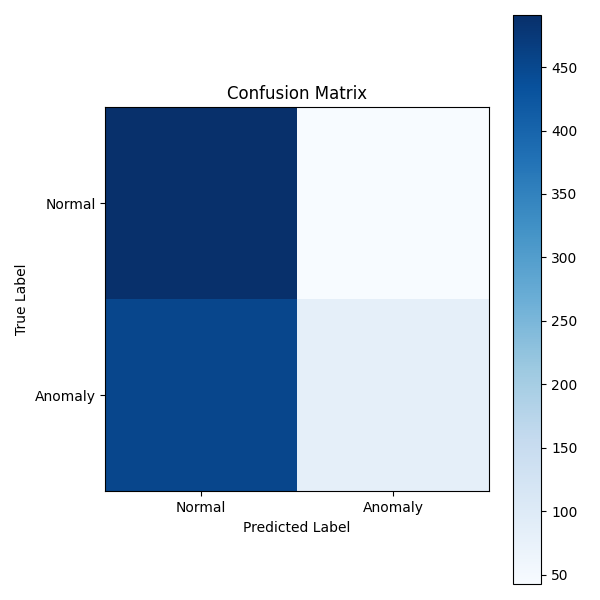 Confusion Matrix
True Label
Normal
Anomaly
Normal
Anomaly
Predicted Label
450
400
350
300
250
200
150
100
50